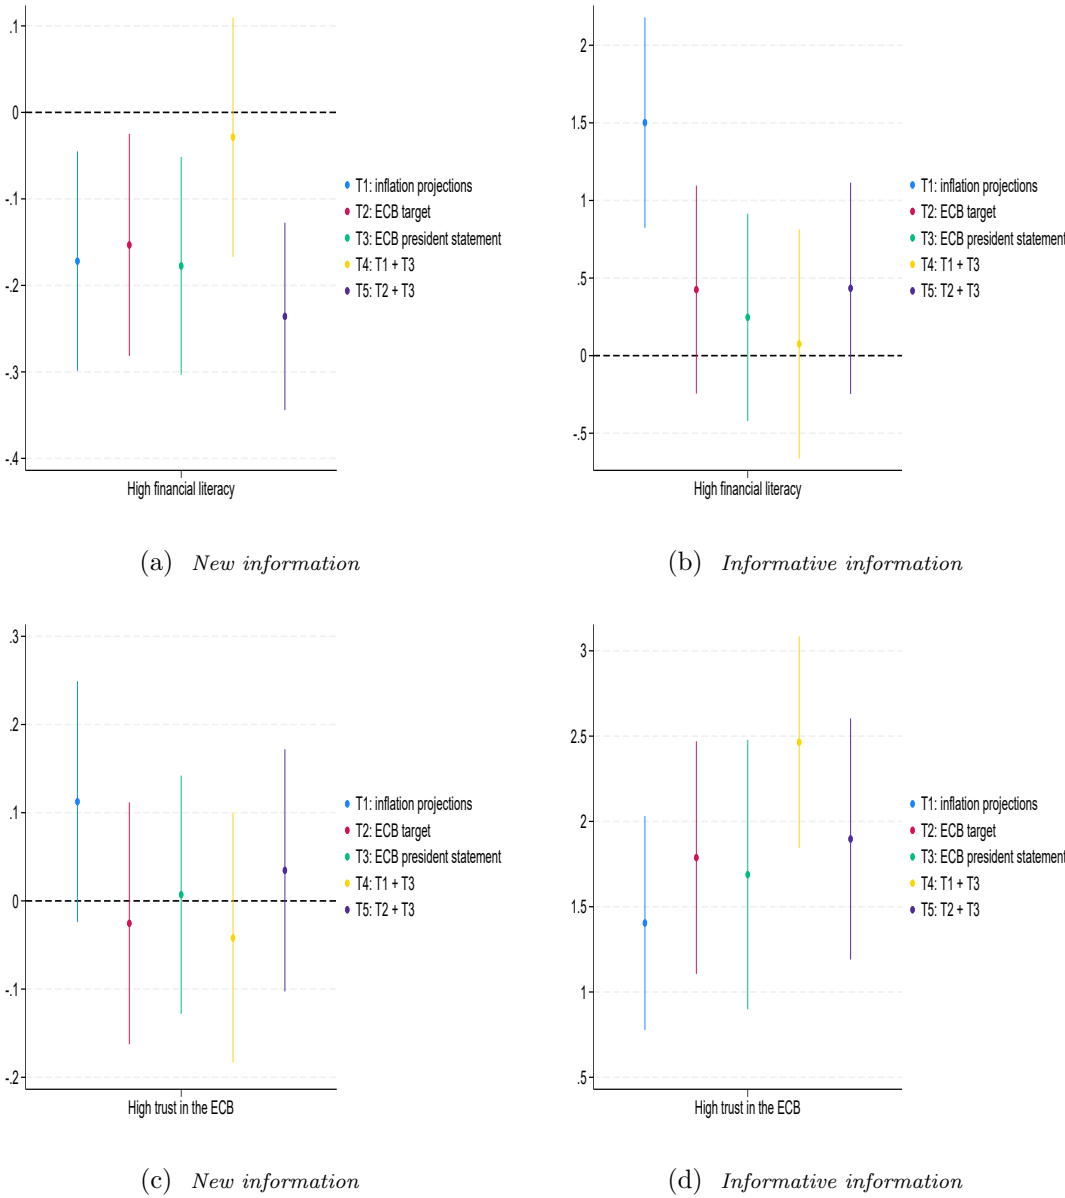 .1
0
-.1
-.2
-.3
-.4
High financial literacy
T1: inflation projections
T2: ECB target
T3: ECB president statement
T4: T1 + T3
T5: T2 + T3
(a) New information
2
1.5
1
.5
0
-.5
High financial literacy
T1: inflation projections
T2: ECB target
T3: ECB president statement
T4: T1 + T3
T5: T2 + T3
(b) Informative information
.3
.2
.1
0
-.1
-.2
High trust in the ECB
T1: inflation projections
T2: ECB target
T3: ECB president statement
T4: T1 + T3
T5: T2 + T3
(c) New information
3
2.5
2
1.5
1
.5
High trust in the ECB
T1: inflation projections
T2: ECB target
T3: ECB president statement
T4: T1 + T3
T5: T2 + T3
(d) Informative information